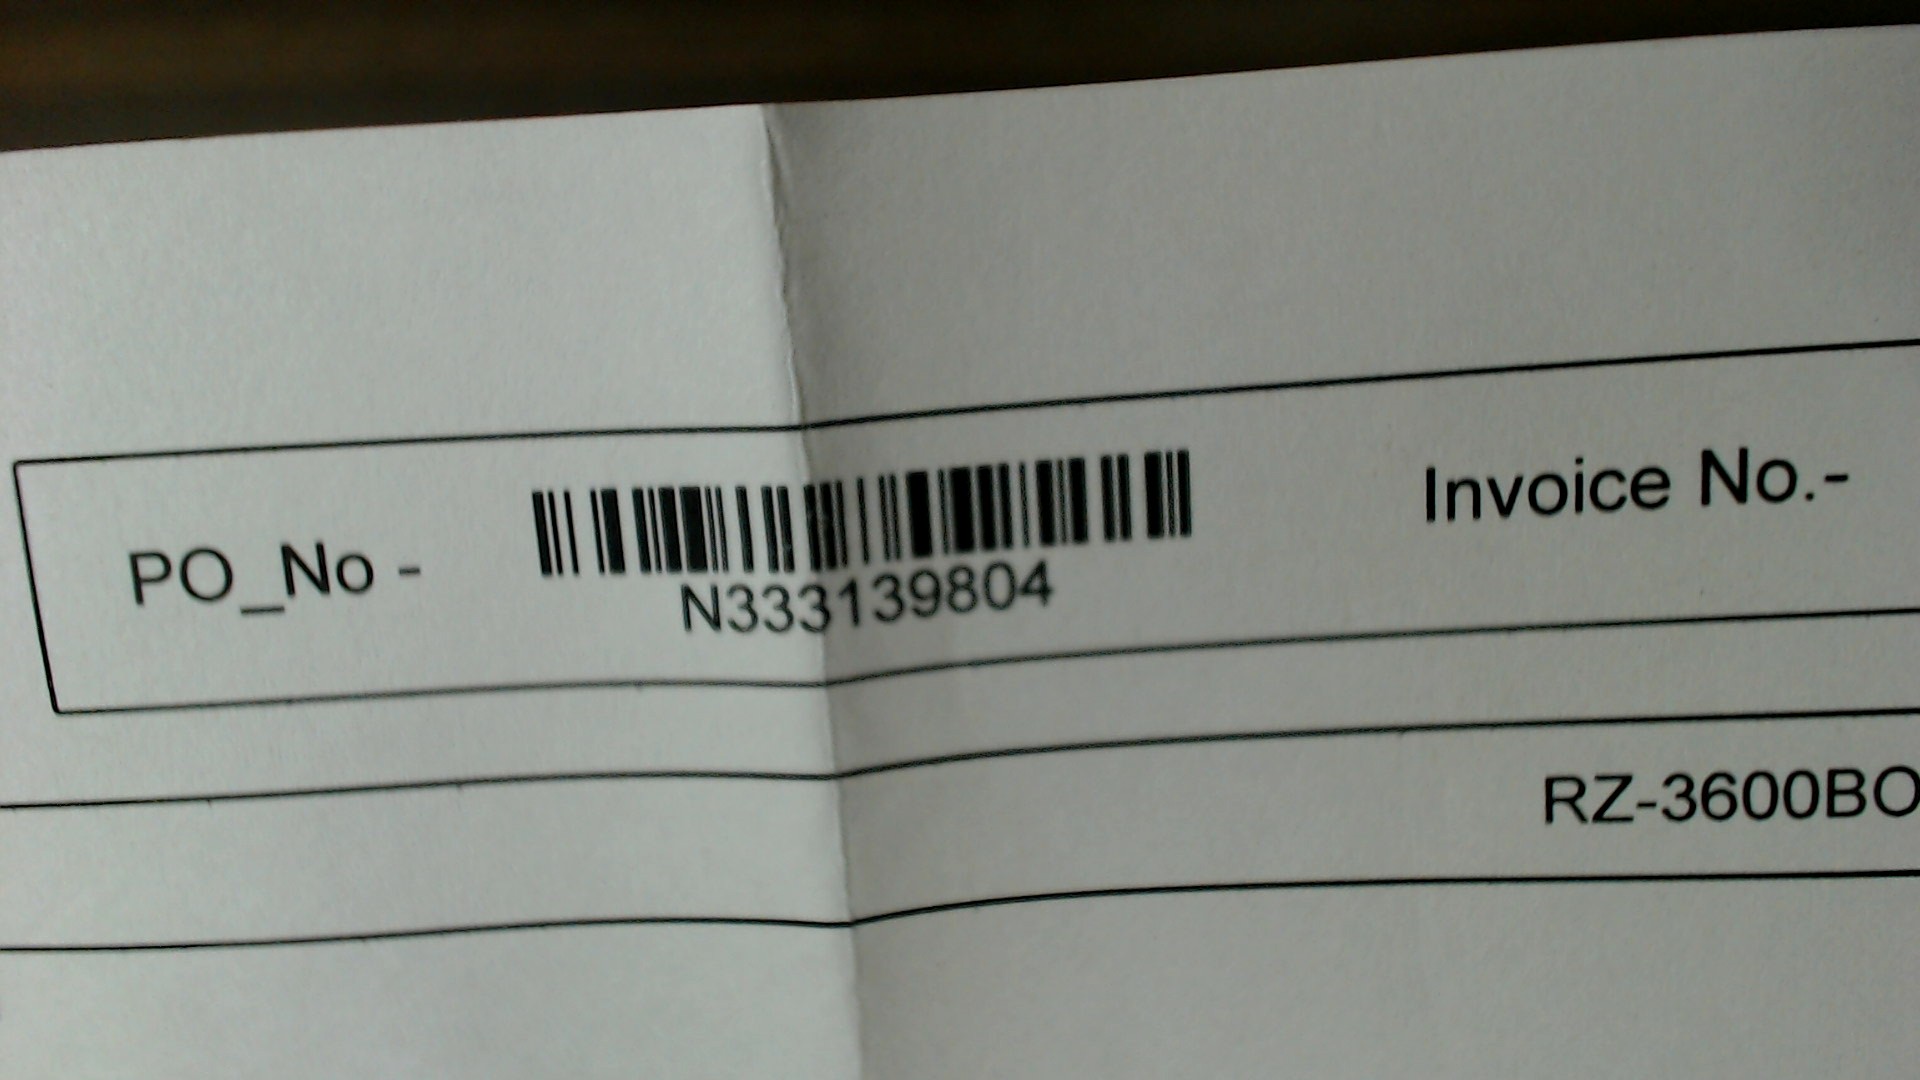 PO_No - Invoice No.-
N333139804
RZ-3600BO